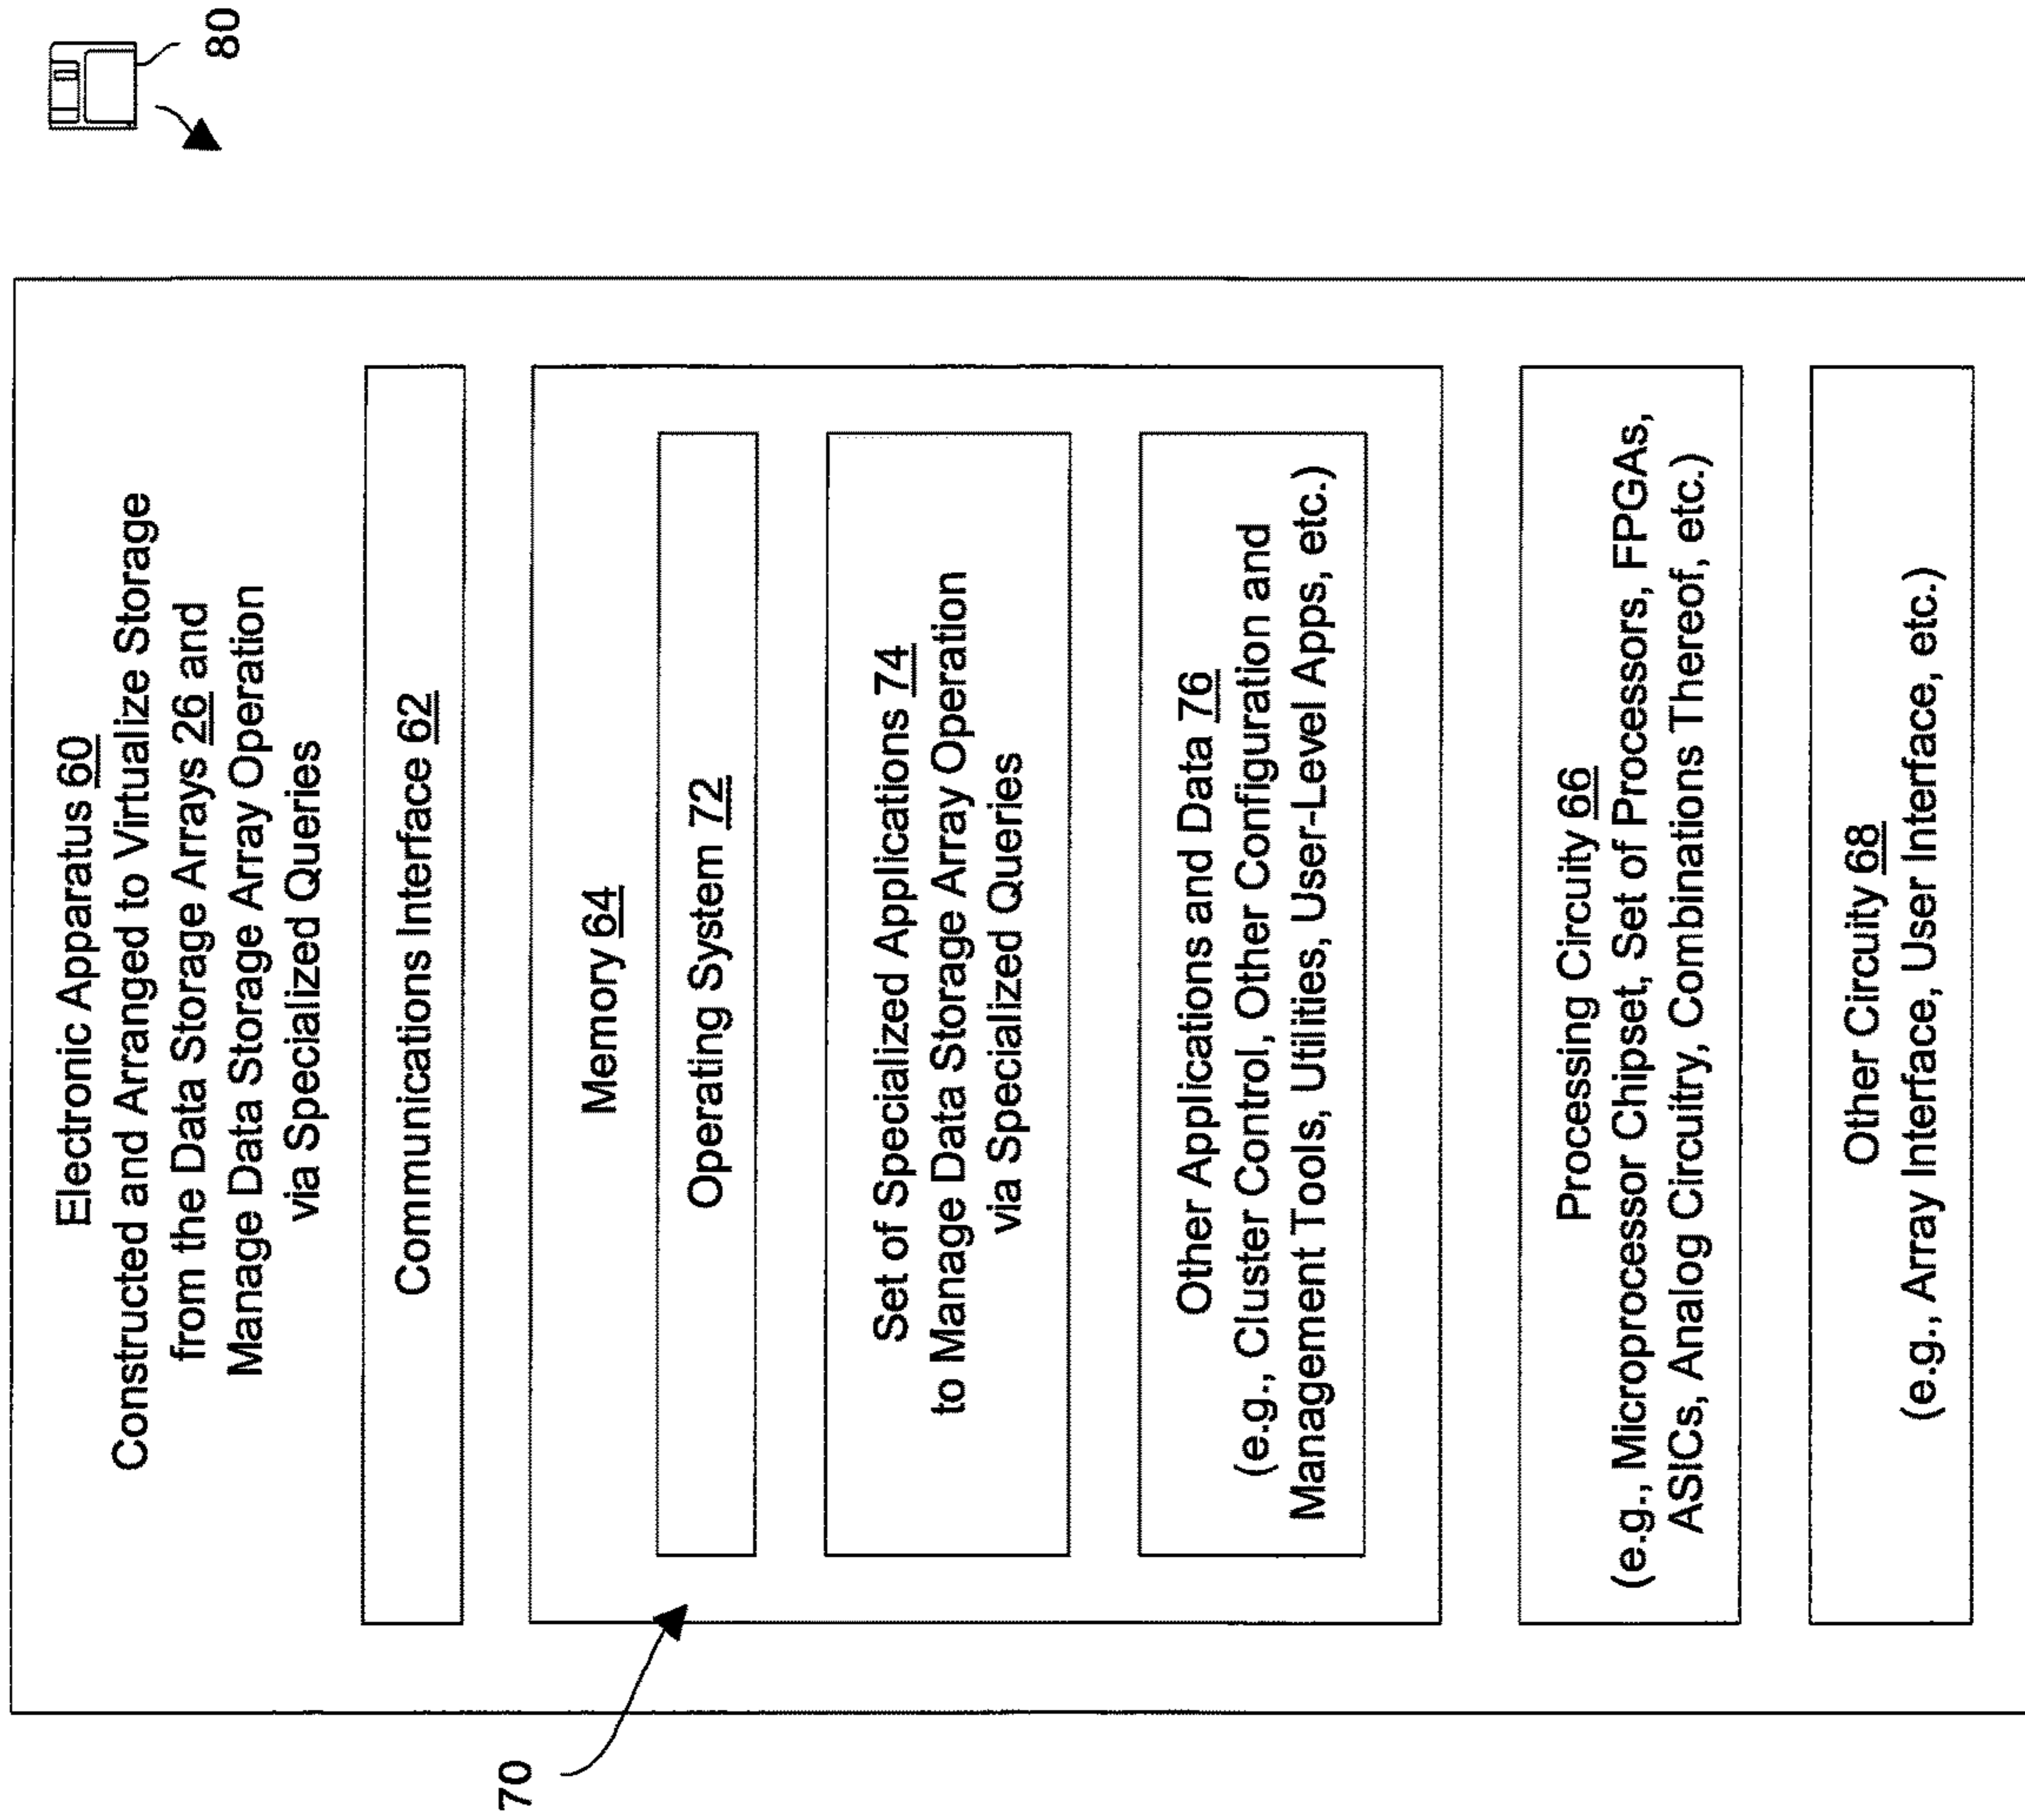 80
Electronic Apparatus 60
Constructed and Arranged to Virtualize Storage
from the Data Storage Arrays 26 and
Manage Data Storage Array Operation
via Specialized Queries
Communications Interface 62
70
Memory 64
Operating System 72
Set of Specialized Applications 74
to Manage Data Storage Array Operation
via Specialized Queries
Other Applications and Data 76
(e.g., Cluster Control, Other Configuration and
Management Tools, Utilities, User-Level Apps, etc.)
Processing Circuity 66
(e.g., Microprocessor Chipset, Set of Processors, FPGAs,
ASICs, Analog Circuitry, Combinations Thereof, etc.)
Other Circuity 68
(e.g., Array Interface, User Interface, etc.)